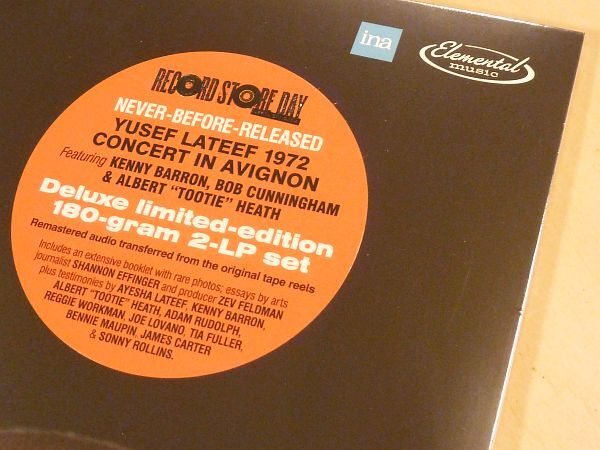 ina
Elemental
music
RECORD STORE DAY
NEVER-BEFORE-RELEASED
YUSEF LATEEF 1972
CONCERT IN AVIGNON
Featuring KENNY BARRON, BOB CUNNINGHAM
& ALBERT "TOOTIE" HEATH
Deluxe limited-edition
180-gram 2-LP set
Remastered audio transferred from the original tape reels
Includes an extensive booklet with rare photos; essays by arts
journalist SHANNON EFFINGER and producer ZEV FELDMAN
plus testimonies by AYESHA LATEEF, KENNY BARRON,
ALBERT "TOOTIE" HEATH, ADAM RUDOLPH,
REGGIE WORKMAN, JOE LOVANO, TIA FULLER,
BENNIE MAUPIN, JAMES CARTER
& SONNY ROLLINS.